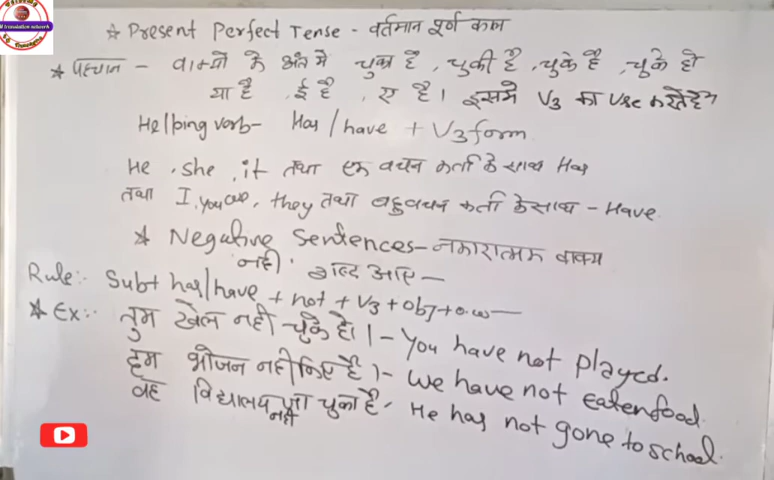 ★ Present Perfect Tense - वर्तमान पूर्ण काल
★ पहचान - वाक्यों के अंत मे चुका है, चुकी है, चुके है, चुके हो
या है, ई है, ए है। इसमे V3 का use करते है
Helping verb- Has/have + V3 form
He, she, it तथा एक वचन कर्ता के साथ Has
तथा I, you, they तथा बहुवचन कर्ता के साथ - Have
★ Negative Sentences - नकारात्मक वाक्य
नही शब्द आए -
Rule:- Sub+ has/have + not + V3 + obj + o.w
★ Ex:- तुम खेल नही चुके हो। - You have not played.
हम भोजन नही किए है। - We have not eaten food.
वह विद्यालय नही जा चुका है - He has not gone to school.